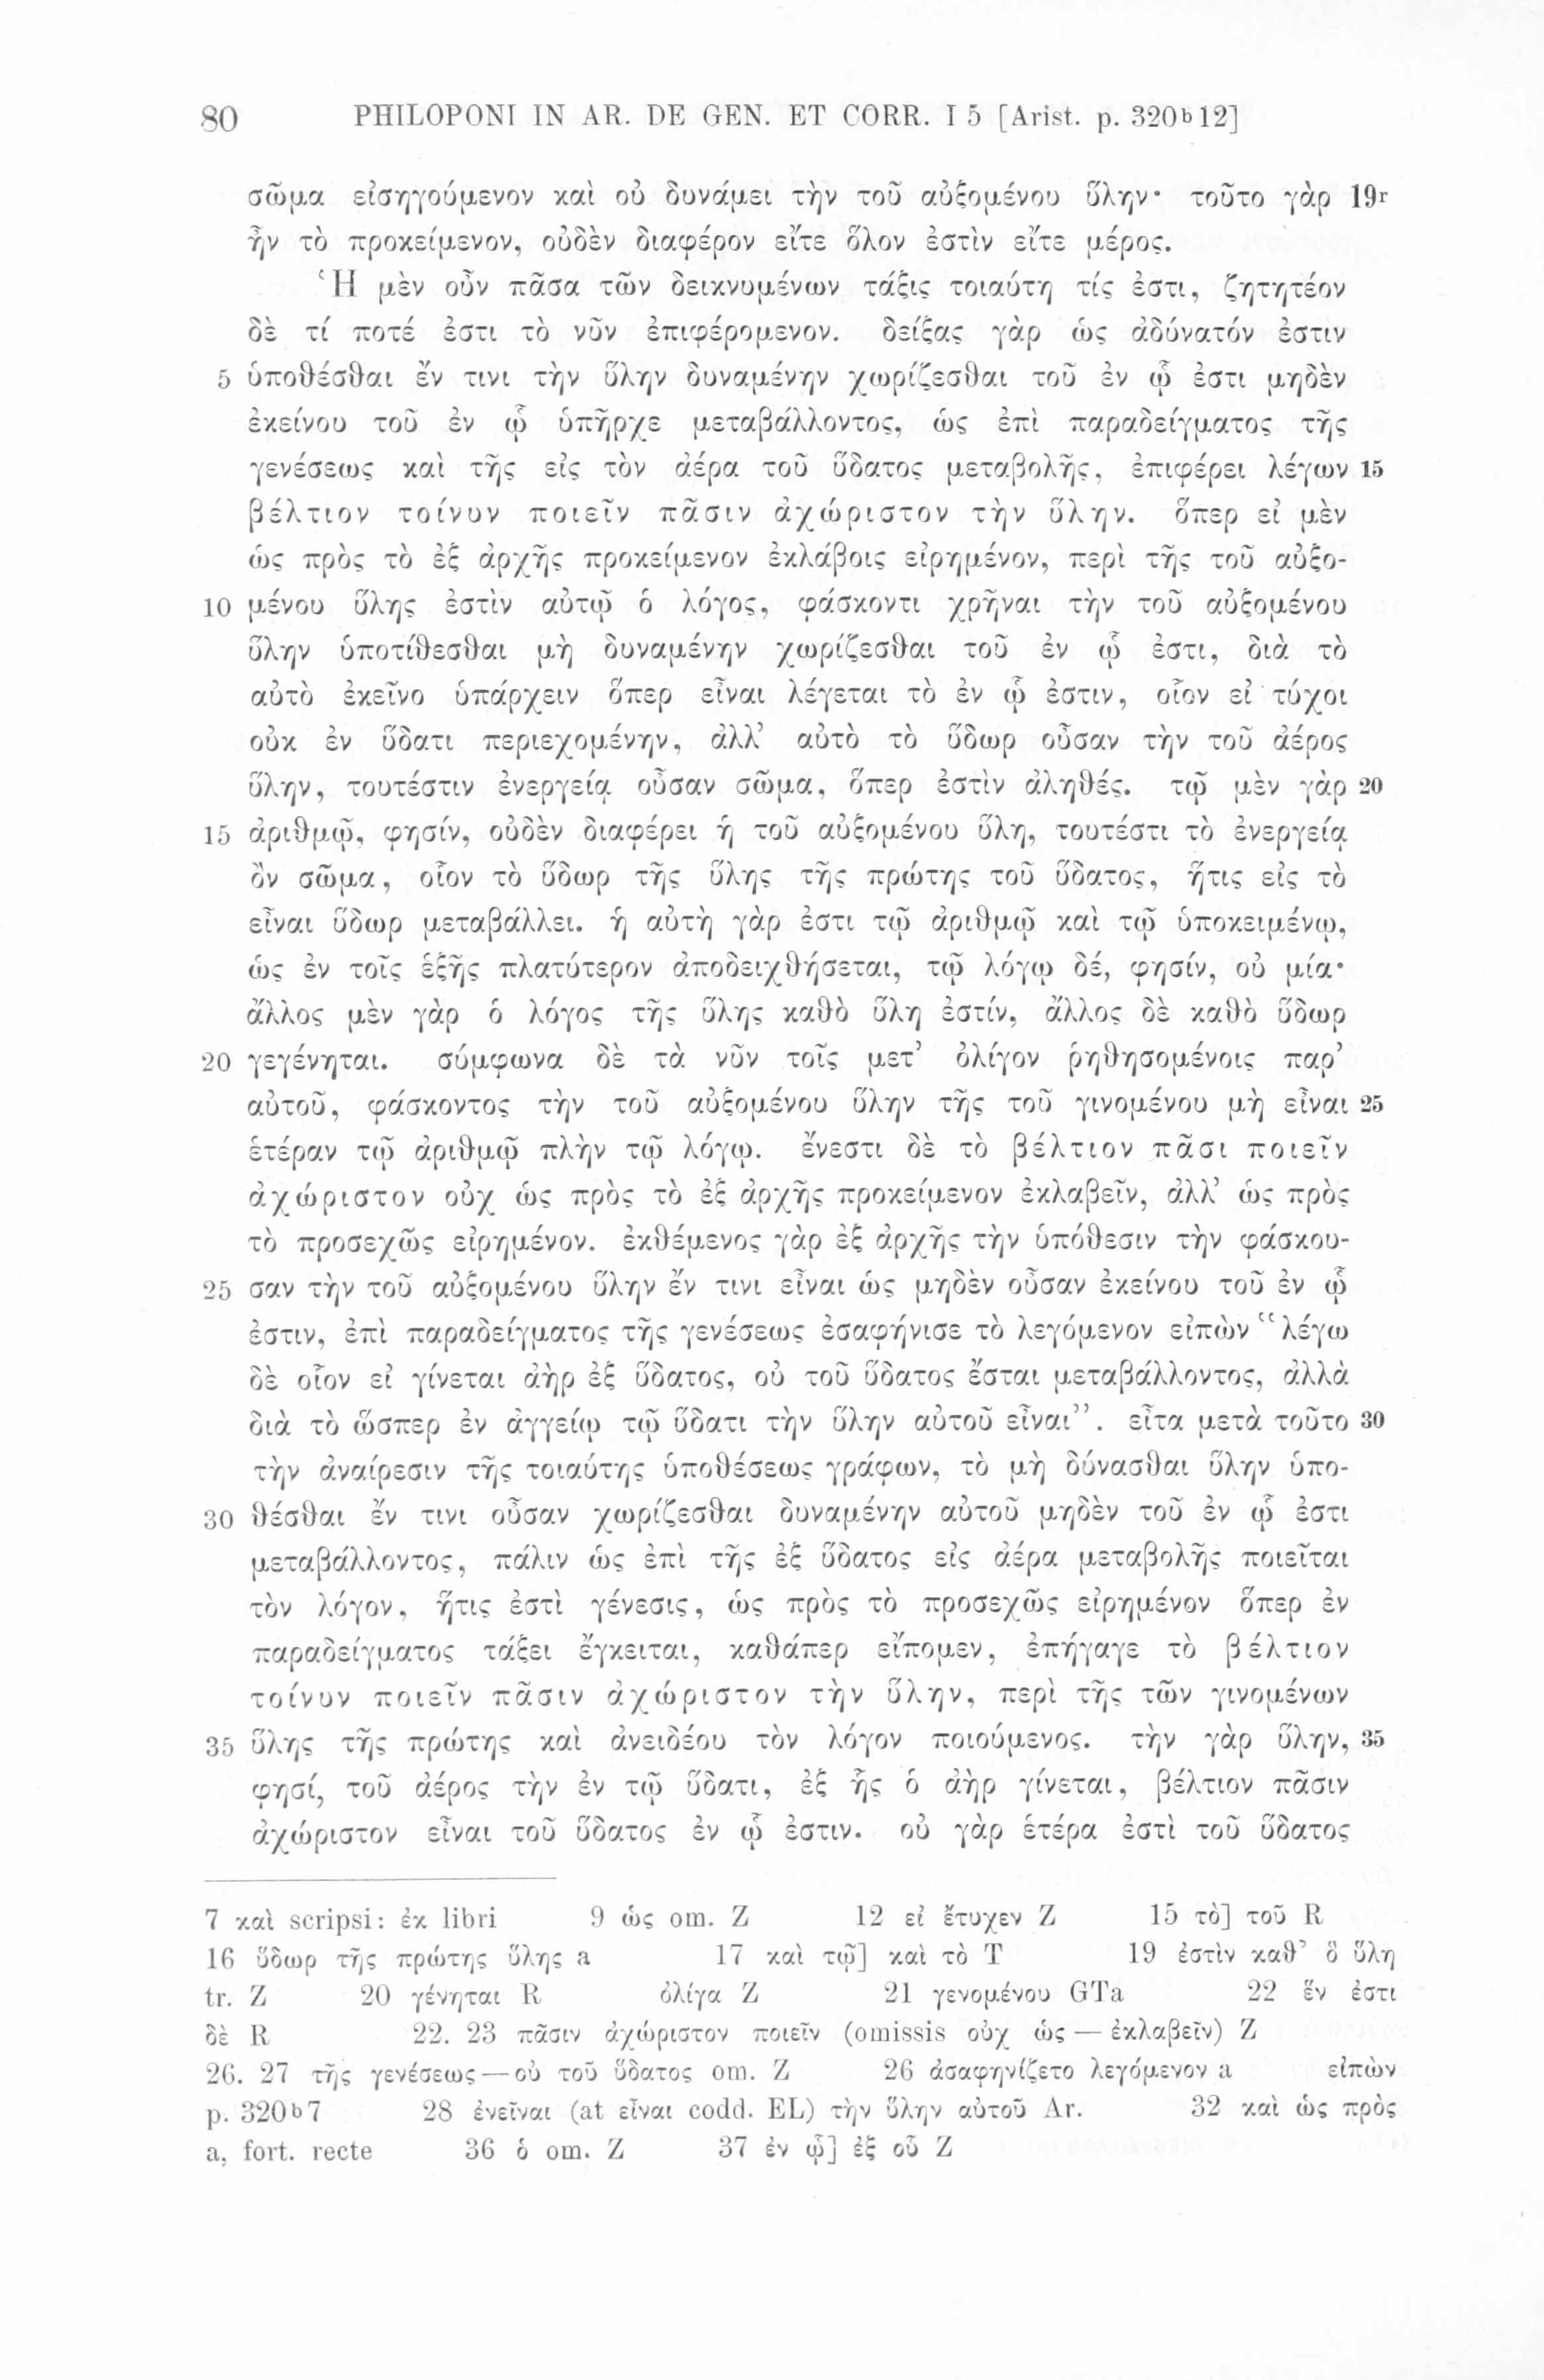 80 PHILOPONI IN AR. DE GEN. ET CORR. I 5 [Arist. p. 320b12]
σῶμα εἰσηγούμενον καὶ οὐ δυνάμει τὴν τοῦ αὐξομένου ὕλην· τοῦτο γὰρ 19r
ἦν τὸ προκείμενον, οὐδὲν διαφέρον εἴτε ὅλον ἐστὶν εἴτε μέρος.
Ἡ μὲν οὖν πᾶσα τῶν δεικνυμένων τάξις τοιαύτη τίς ἐστι, ζητητέον
δὲ τί ποτέ ἐστι τὸ νῦν ἐπιφέρομενον. δείξας γὰρ ὡς ἀδύνατόν ἐστιν
5 ὑποθέσθαι ἔν τινι τὴν ὕλην δυναμένην χωρίζεσθαι τοῦ ἐν ᾧ ἐστι μηδὲν
ἐκείνου τοῦ ἐν ᾧ ὑπῆρχε μεταβάλλοντος, ὡς ἐπὶ παραδείγματος τῆς
γενέσεως καὶ τῆς εἰς τὸν ἀέρα τοῦ ὕδατος μεταβολῆς, ἐπιφέρει λέγων 15
βέλτιον τοίνυν ποιεῖν πᾶσιν ἀχώριστον τὴν ὕλην. ὅπερ εἰ μὲν
ὡς πρὸς τὸ ἐξ ἀρχῆς προκείμενον ἐκλάβοις εἰρημένον, περὶ τῆς τοῦ αὐξο-
10 μένου ὕλης ἐστὶν αὐτῷ ὁ λόγος, φάσκοντι χρῆναι τὴν τοῦ αὐξομένου
ὕλην ὑποτίθεσθαι μὴ δυναμένην χωρίζεσθαι τοῦ ἐν ᾧ ἐστι, διὰ τὸ
αὐτὸ ἐκεῖνο ὑπάρχειν ὅπερ εἶναι λέγεται τὸ ἐν ᾧ ἐστιν, οἷον εἰ τύχοι
οὐκ ἐν ὕδατι περιεχομένην, ἀλλ’ αὐτὸ τὸ ὕδωρ οὖσαν τὴν τοῦ ἀέρος
ὕλην, τουτέστιν ἐνεργείᾳ οὖσαν σῶμα, ὅπερ ἐστὶν ἀληθές. τῷ μὲν γὰρ 20
15 ἀριθμῷ, φησίν, οὐδὲν διαφέρει ἡ τοῦ αὐξομένου ὕλη, τουτέστι τὸ ἐνεργείᾳ
ὂν σῶμα, οἷον τὸ ὕδωρ τῆς ὕλης τῆς πρώτης τοῦ ὕδατος, ἥτις εἰς τὸ
εἶναι ὕδωρ μεταβάλλει. ἡ αὐτὴ γάρ ἐστι τῷ ἀριθμῷ καὶ τῷ ὑποκειμένῳ,
ὡς ἐν τοῖς ἑξῆς πλατύτερον ἀποδειχθήσεται, τῷ λόγῳ δέ, φησίν, οὐ μία·
ἄλλος μὲν γὰρ ὁ λόγος τῆς ὕλης καθὸ ὕλη ἐστίν, ἄλλος δὲ καθὸ ὕδωρ
20 γεγένηται. σύμφωνα δὲ τὰ νῦν τοῖς μετ’ ὀλίγον ῥηθησομένοις παρ’
αὐτοῦ, φάσκοντος τὴν τοῦ αὐξομένου ὕλην τῆς τοῦ γινομένου μὴ εἶναι 25
ἑτέραν τῷ ἀριθμῷ πλὴν τῷ λόγῳ. ἔνεστι δὲ τὸ βέλτιον πᾶσι ποιεῖν
ἀχώριστον οὐχ ὡς πρὸς τὸ ἐξ ἀρχῆς προκείμενον ἐκλαβεῖν, ἀλλ’ ὡς πρὸς
τὸ προσεχῶς εἰρημένον. ἐκθέμενος γὰρ ἐξ ἀρχῆς τὴν ὑπόθεσιν τὴν φάσκου-
25 σαν τὴν τοῦ αὐξομένου ὕλην ἔν τινι εἶναι ὡς μηδὲν οὖσαν ἐκείνου τοῦ ἐν ᾧ
ἐστιν, ἐπὶ παραδείγματος τῆς γενέσεως ἐσαφήνισε τὸ λεγόμενον εἰπὼν “λέγω
δὲ οἷον εἰ γίνεται ἀὴρ ἐξ ὕδατος, οὐ τοῦ ὕδατος ἔσται μεταβάλλοντος, ἀλλὰ
διὰ τὸ ὥσπερ ἐν ἀγγείῳ τῷ ὕδατι τὴν ὕλην αὐτοῦ εἶναι”. εἶτα μετὰ τοῦτο 30
τὴν ἀναίρεσιν τῆς τοιαύτης ὑποθέσεως γράφων, τὸ μὴ δύνασθαι ὕλην ὑπο-
30 θέσθαι ἔν τινι οὖσαν χωρίζεσθαι δυναμένην αὐτοῦ μηδὲν τοῦ ἐν ᾧ ἐστι
μεταβάλλοντος, πάλιν ὡς ἐπὶ τῆς ἐξ ὕδατος εἰς ἀέρα μεταβολῆς ποιεῖται
τὸν λόγον, ἥτις ἐστὶ γένεσις, ὡς πρὸς τὸ προσεχῶς εἰρημένον ὅπερ ἐν
παραδείγματος τάξει ἔγκειται, καθάπερ εἴπομεν, ἐπήγαγε τὸ βέλτιον
τοίνυν ποιεῖν πᾶσιν ἀχώριστον τὴν ὕλην, περὶ τῆς τῶν γινομένων
35 ὕλης τῆς πρώτης καὶ ἀνειδέου τὸν λόγον ποιούμενος. τὴν γὰρ ὕλην, 35
φησί, τοῦ ἀέρος τὴν ἐν τῷ ὕδατι, ἐξ ἧς ὁ ἀὴρ γίνεται, βέλτιον πᾶσιν
ἀχώριστον εἶναι τοῦ ὕδατος ἐν ᾧ ἐστιν. οὐ γὰρ ἑτέρα ἐστὶ τοῦ ὕδατος
7 καὶ scripsi: ἐκ libri 9 ὡς om. Z 12 εἰ ἔτυχεν Z 15 τὸ] τοῦ R
16 ὕδωρ τῆς πρώτης ὕλης a 17 καὶ τῷ] καὶ τὸ T 19 ἐστὶν καθ’ ὃ ὕλη
tr. Z 20 γένηται R ὀλίγα Z 21 γενομένου GTa 22 ἕν ἐστι
δὲ R 22. 23 πᾶσιν ἀχώριστον ποιεῖν (omissis οὐχ ὡς — ἐκλαβεῖν) Z
26. 27 τῆς γενέσεως — οὐ τοῦ ὕδατος om. Z 26 ἀσαφηνίζετο λεγόμενον a εἰπὼν
p. 320b7 28 ἐνεῖναι (at εἶναι codd. EL) τὴν ὕλην αὐτοῦ Ar. 32 καὶ ὡς πρὸς
a, fort. recte 36 ὁ om. Z 37 ἐν ᾧ] ἐξ οὗ Z